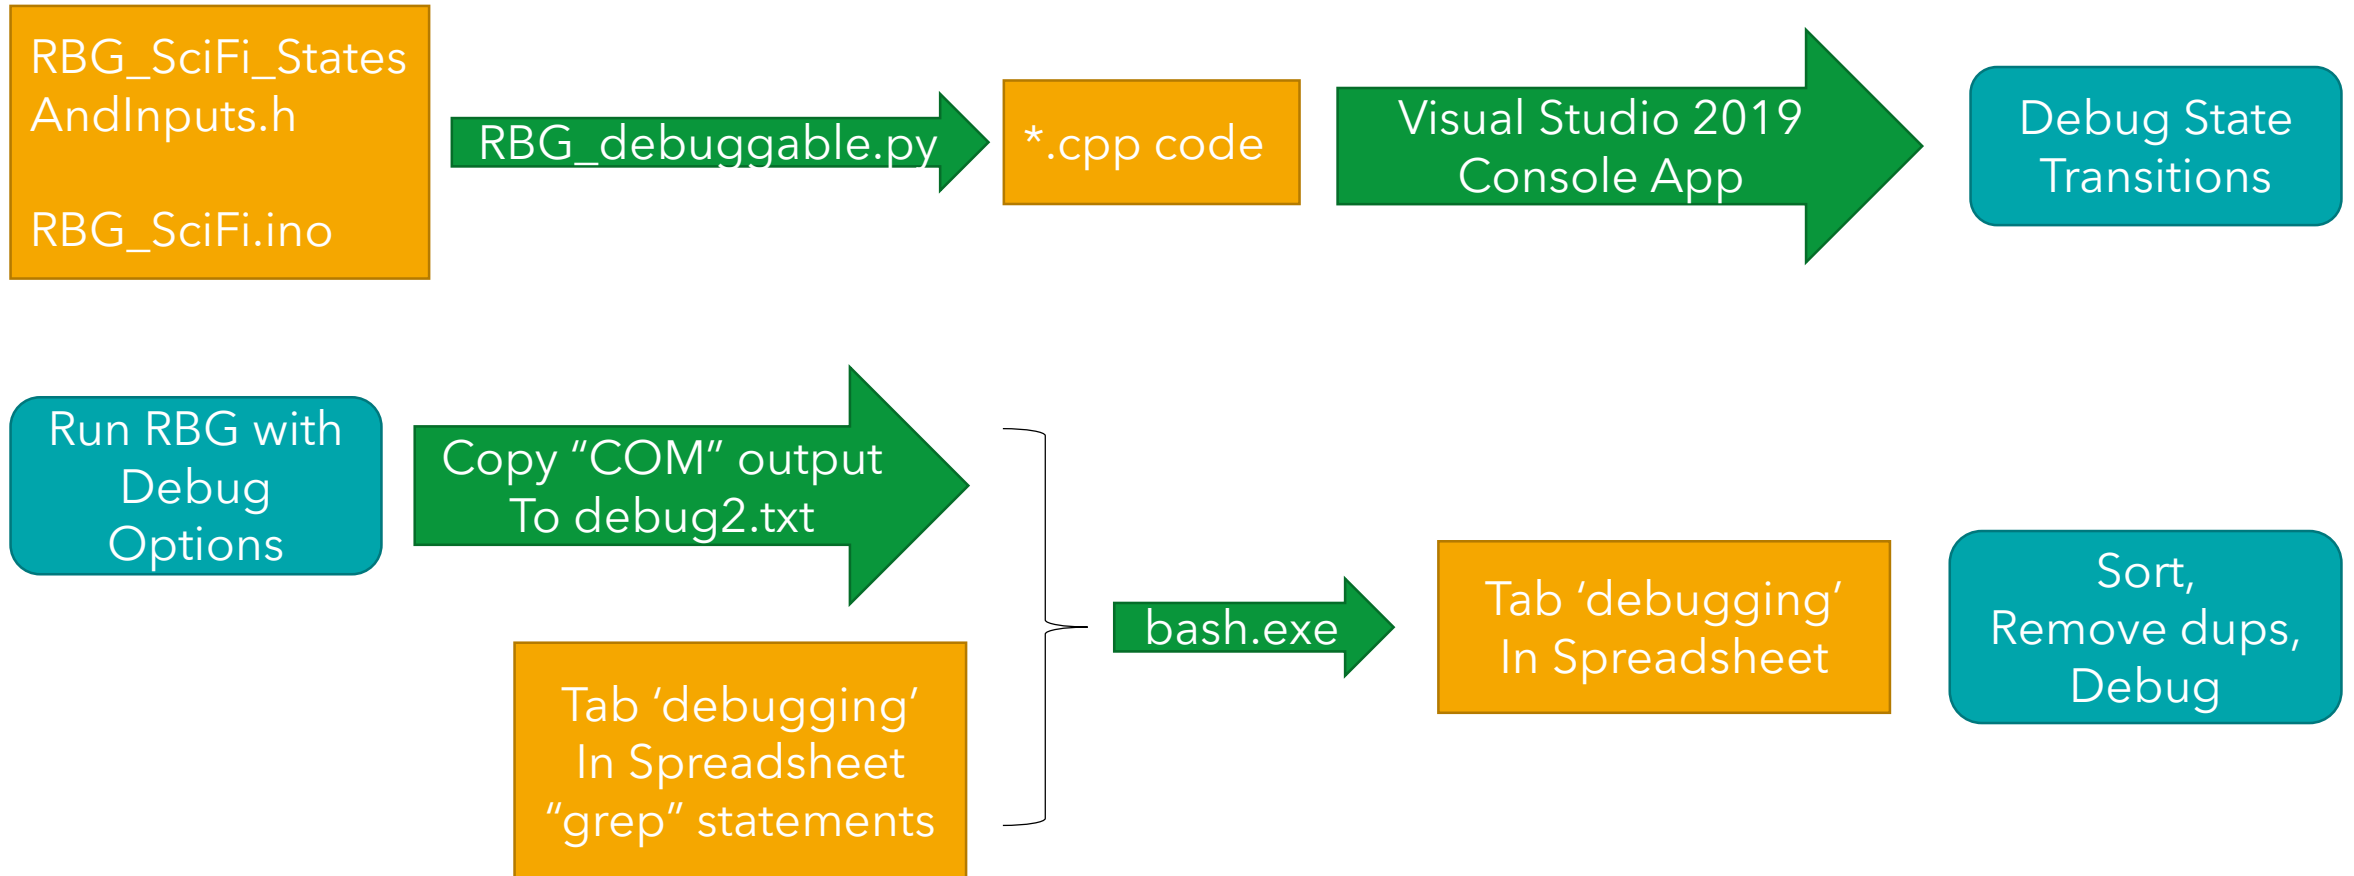 RBG_SciFi_States
AndInputs.h
RBG_SciFi.ino
RBG_debuggable.py
*.cpp code
Visual Studio 2019
Console App
Debug State
Transitions
Run RBG with
Debug
Options
Copy “COM” output
To debug2.txt
Tab ‘debugging’
In Spreadsheet
“grep” statements
bash.exe
Tab ‘debugging’
In Spreadsheet
Sort,
Remove dups,
Debug